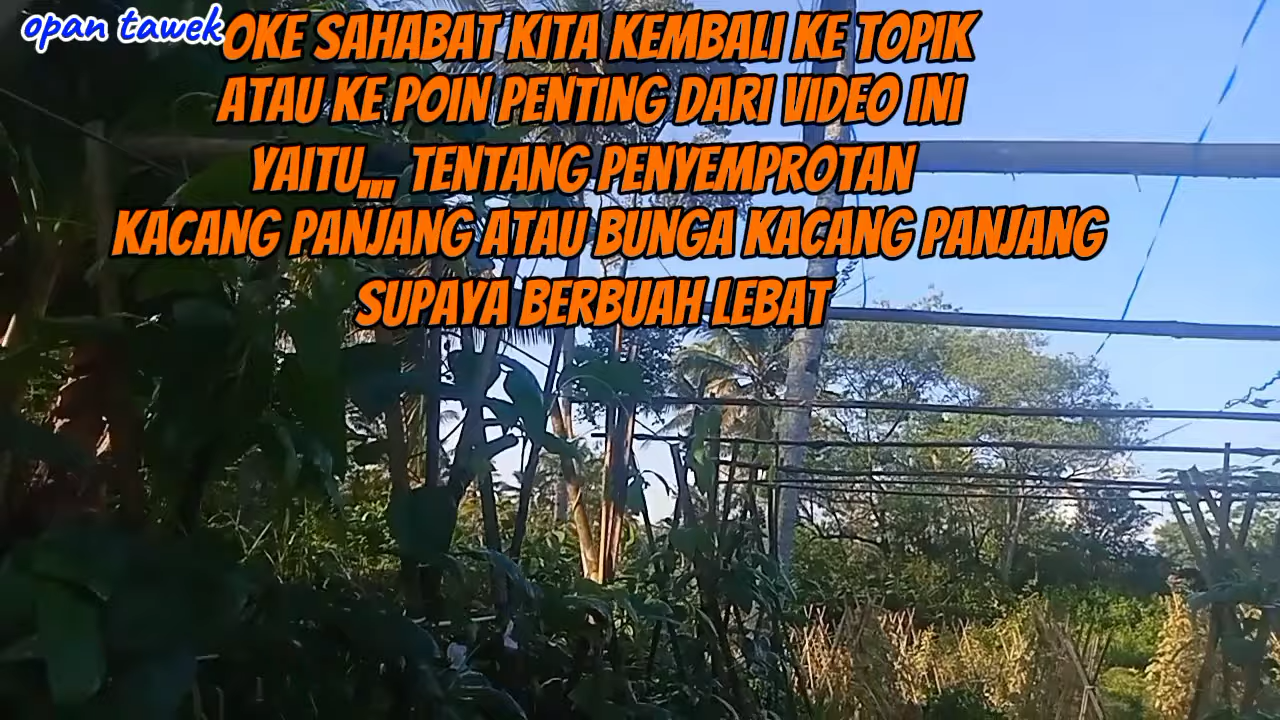 opan tawek
OKE SAHABAT KITA KEMBALI KE TOPIK
ATAU KE POIN PENTING DARI VIDEO INI
YAITU,,,, TENTANG PENYEMPROTAN
KACANG PANJANG ATAU BUNGA KACANG PANJANG
SUPAYA BERBUAH LEBAT